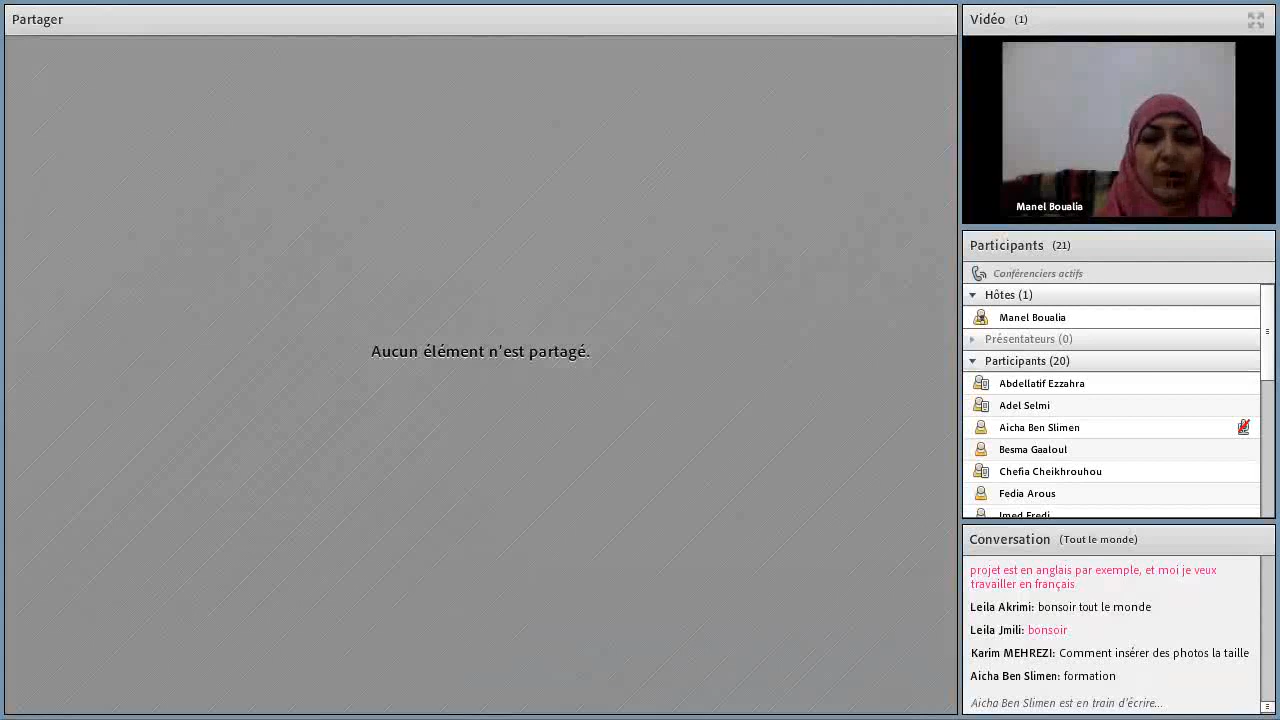 Partager
Aucun élément n'est partagé.
Vidéo (1)
Manel Boualia
Participants (21)
Conférenciers actifs
Hôtes (1)
Manel Boualia
Présentateurs (0)
Participants (20)
Abdellatif Ezzahra
Adel Selmi
Aicha Ben Slimen
Besma Gaaloul
Chefia Cheikhrouhou
Fedia Arous
Imed Fredj
Conversation (Tout le monde)
projet est en anglais par exemple, et moi je veux
travailler en français
Leila Akrimi: bonsoir tout le monde
Leila Jmili: bonsoir
Karim MEHREZI: Comment insérer des photos la taille
Aicha Ben Slimen: formation
Aicha Ben Slimen est en train d'écrire...